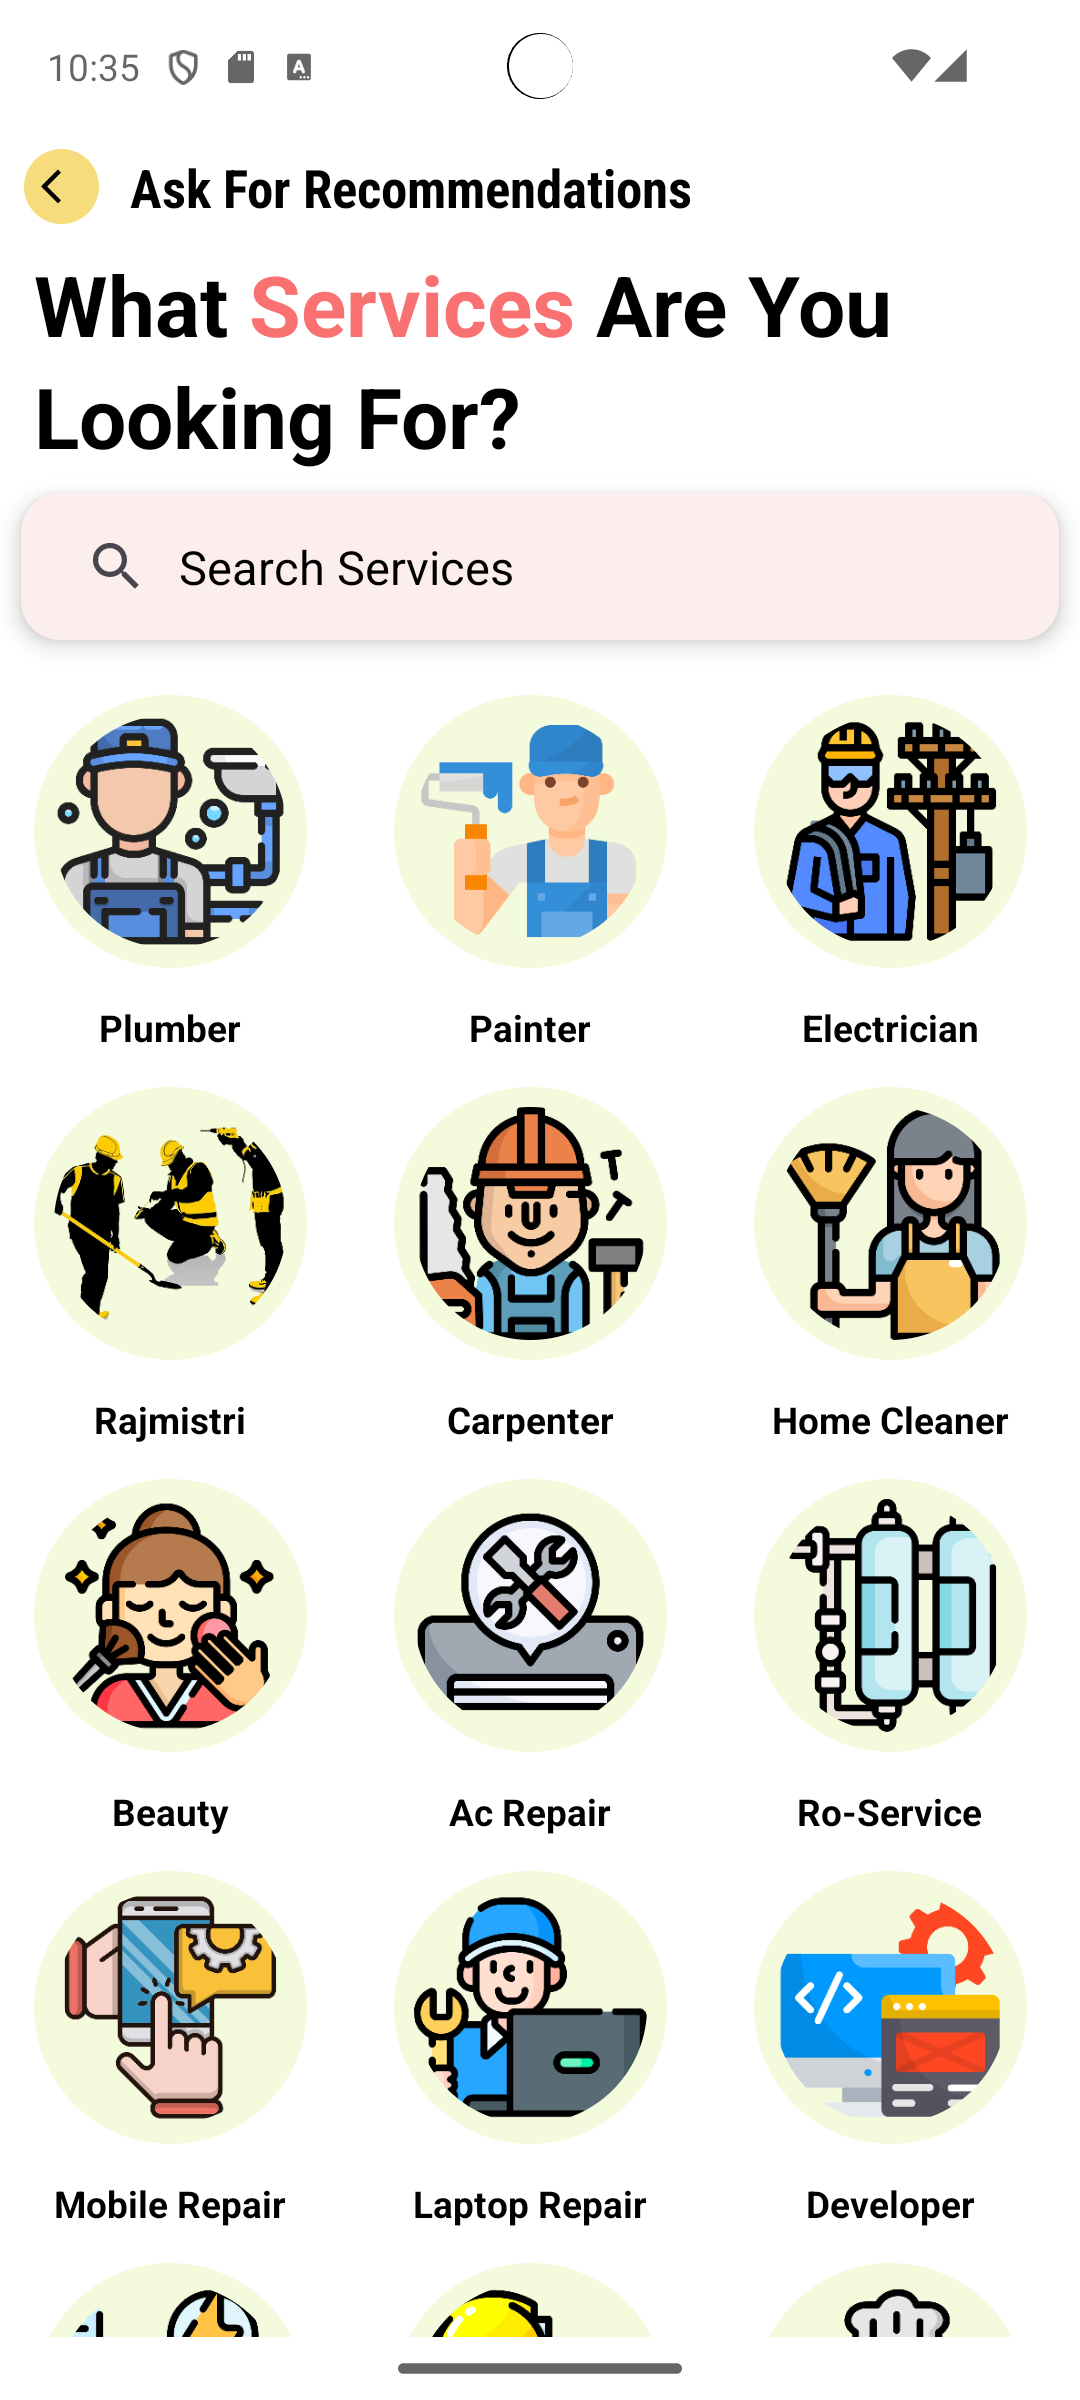 10:35
Ask For Recommendations
What Services Are You
Looking For?
Search Services
Plumber
Painter
Electrician
Rajmistri
Carpenter
Home Cleaner
Beauty
Ac Repair
Ro-Service
Mobile Repair
Laptop Repair
Developer